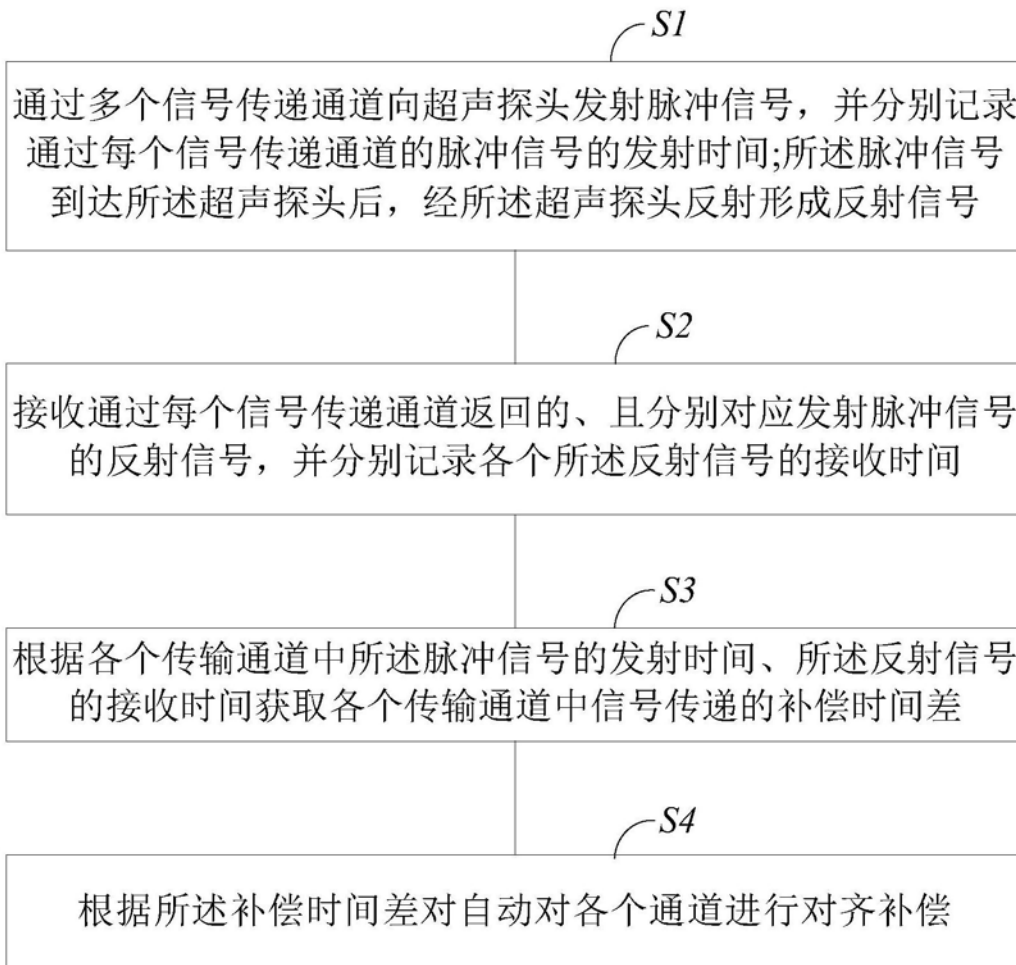 S1
通过多个信号传递通道向超声探头发射脉冲信号，并分别记录
通过每个信号传递通道的脉冲信号的发射时间;所述脉冲信号
到达所述超声探头后，经所述超声探头反射形成反射信号
S2
接收通过每个信号传递通道返回的、且分别对应发射脉冲信号
的反射信号，并分别记录各个所述反射信号的接收时间
S3
根据各个传输通道中所述脉冲信号的发射时间、所述反射信号
的接收时间获取各个传输通道中信号传递的补偿时间差
S4
根据所述补偿时间差对自动对各个通道进行对齐补偿